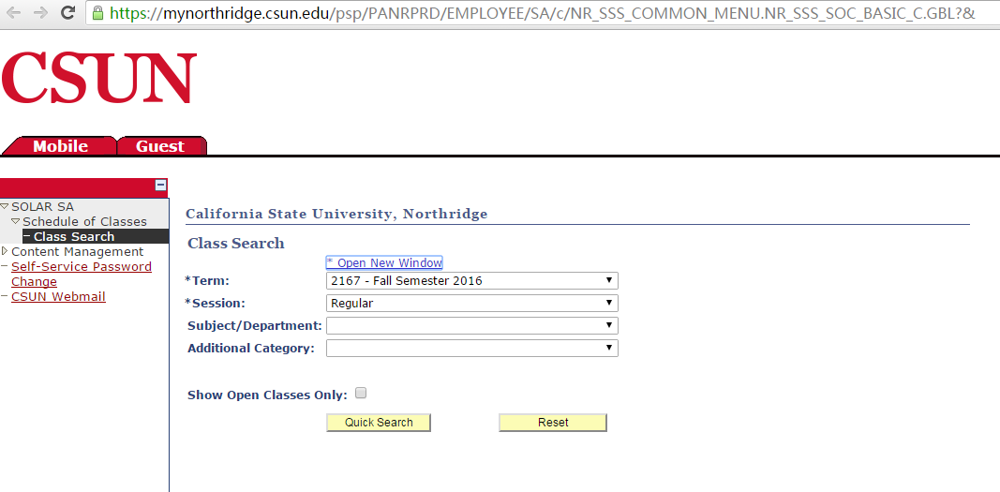 https://mynorthridge.csun.edu/psp/PANRPRD/EMPLOYEE/SA/c/NR_SSS_COMMON_MENU.NR_SSS_SOC_BASIC_C.GBL?&
CSUN
Mobile Guest
SOLAR SA
Schedule of Classes
Class Search
Content Management
Self-Service Password
Change
CSUN Webmail
California State University, Northridge
Class Search
* Open New Window
*Term: 2167 - Fall Semester 2016
*Session: Regular
Subject/Department:
Additional Category:
Show Open Classes Only:
Quick Search Reset